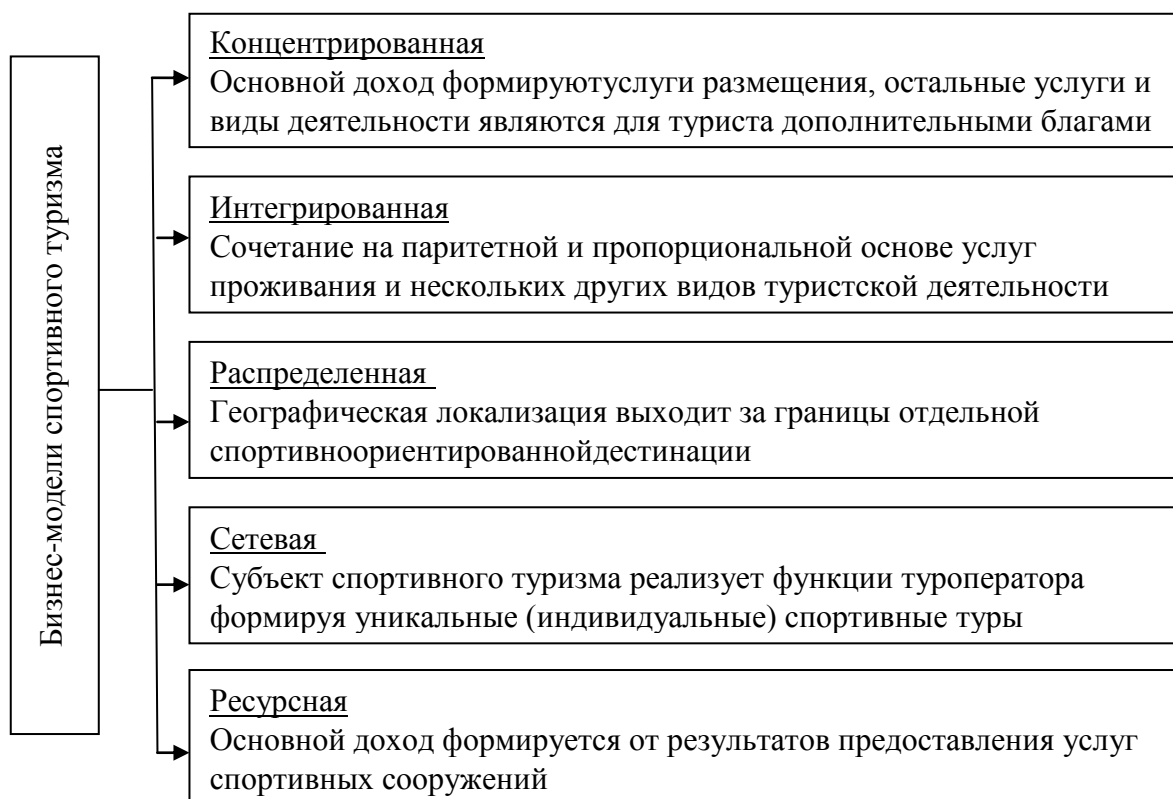 Бизнес-модели спортивного туризма
Концентрированная
Основной доход формируютуслуги размещения, остальные услуги и
виды деятельности являются для туриста дополнительными благами
Интегрированная
Сочетание на паритетной и пропорциональной основе услуг
проживания и нескольких других видов туристской деятельности
Распределенная
Географическая локализация выходит за границы отдельной
спортивноориентированнойдестинации
Сетевая
Субъект спортивного туризма реализует функции туроператора
формируя уникальные (индивидуальные) спортивные туры
Ресурсная
Основной доход формируется от результатов предоставления услуг
спортивных сооружений